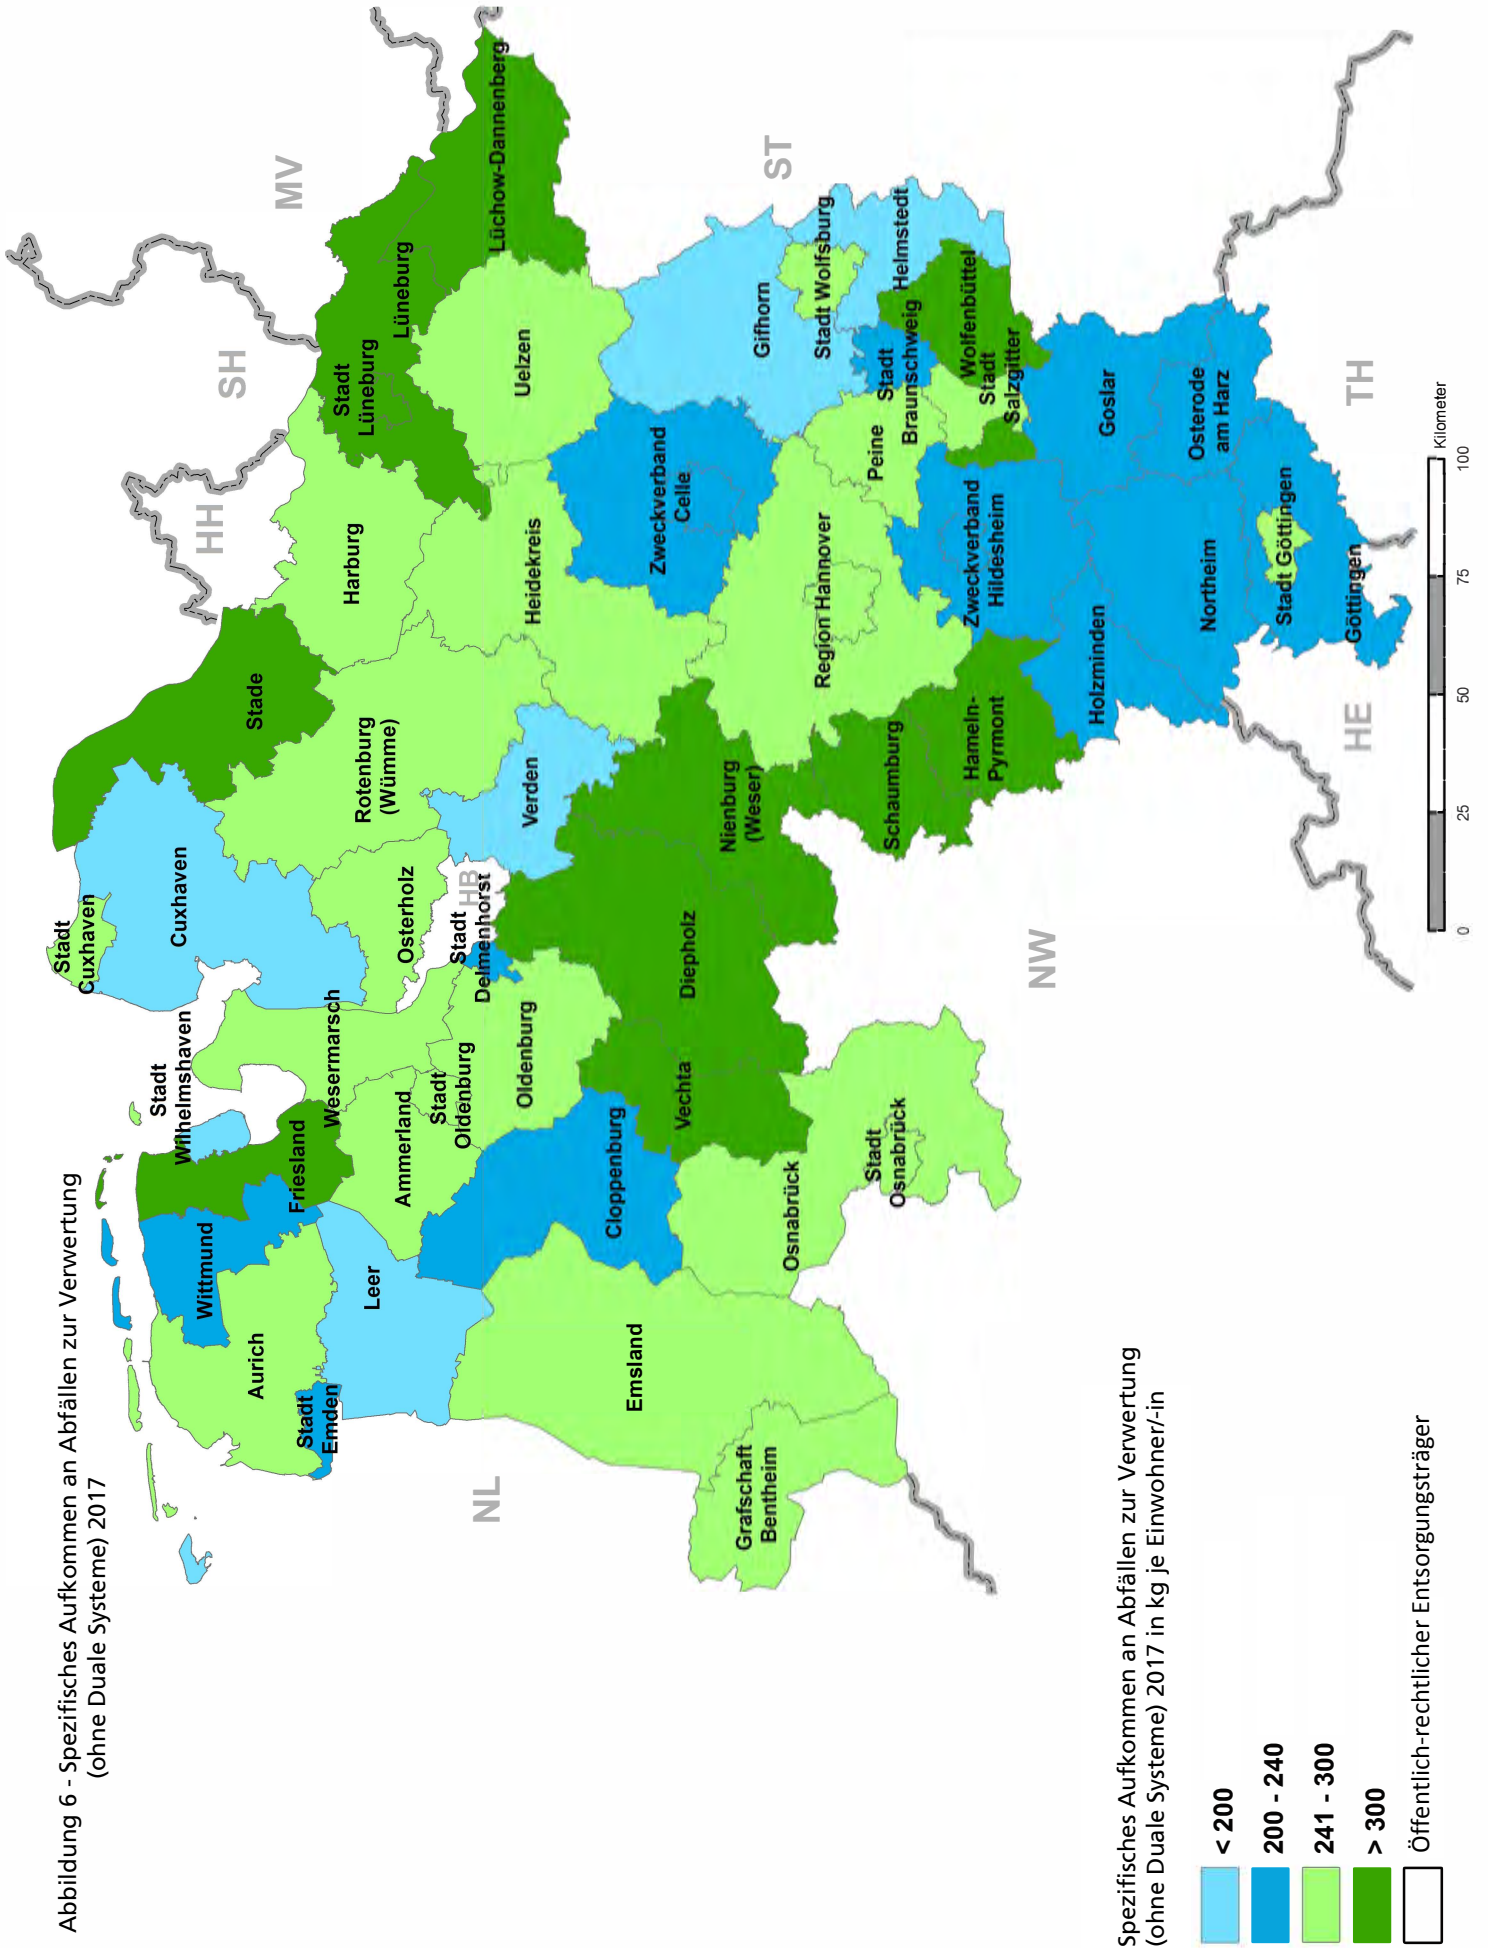 Abbildung 6 - Spezifisches Aufkommen an Abfällen zur Verwertung
(ohne Duale Systeme) 2017
SH
MV
HH
HB
NL
NW
ST
HE
TH
Stadt
Cuxhaven
Cuxhaven
Stade
Stadt
Wilhelmshaven
Wittmund
Friesland
Aurich
Stadt
Emden
Leer
Wesermarsch
Ammerland
Stadt
Oldenburg
Oldenburg
Stadt
Delmenhorst
Osterholz
Rotenburg
(Wümme)
Harburg
Stadt
Lüneburg
Lüneburg
Lüchow-Dannenberg
Uelzen
Heidekreis
Verden
Cloppenburg
Emsland
Grafschaft
Bentheim
Osnabrück
Stadt
Osnabrück
Vechta
Diepholz
Nienburg
(Weser)
Zweckverband
Celle
Gifhorn
Stadt Wolfsburg
Helmstedt
Region Hannover
Peine
Stadt
Braunschweig
Wolfenbüttel
Stadt
Salzgitter
Schaumburg
Hameln-
Pyrmont
Zweckverband
Hildesheim
Holzminden
Goslar
Osterode
am Harz
Northeim
Stadt Göttingen
Göttingen
Spezifisches Aufkommen an Abfällen zur Verwertung
(ohne Duale Systeme) 2017 in kg je Einwohner/-in
< 200
200 - 240
241 - 300
> 300
Öffentlich-rechtlicher Entsorgungsträger
0 25 50 75 100
Kilometer